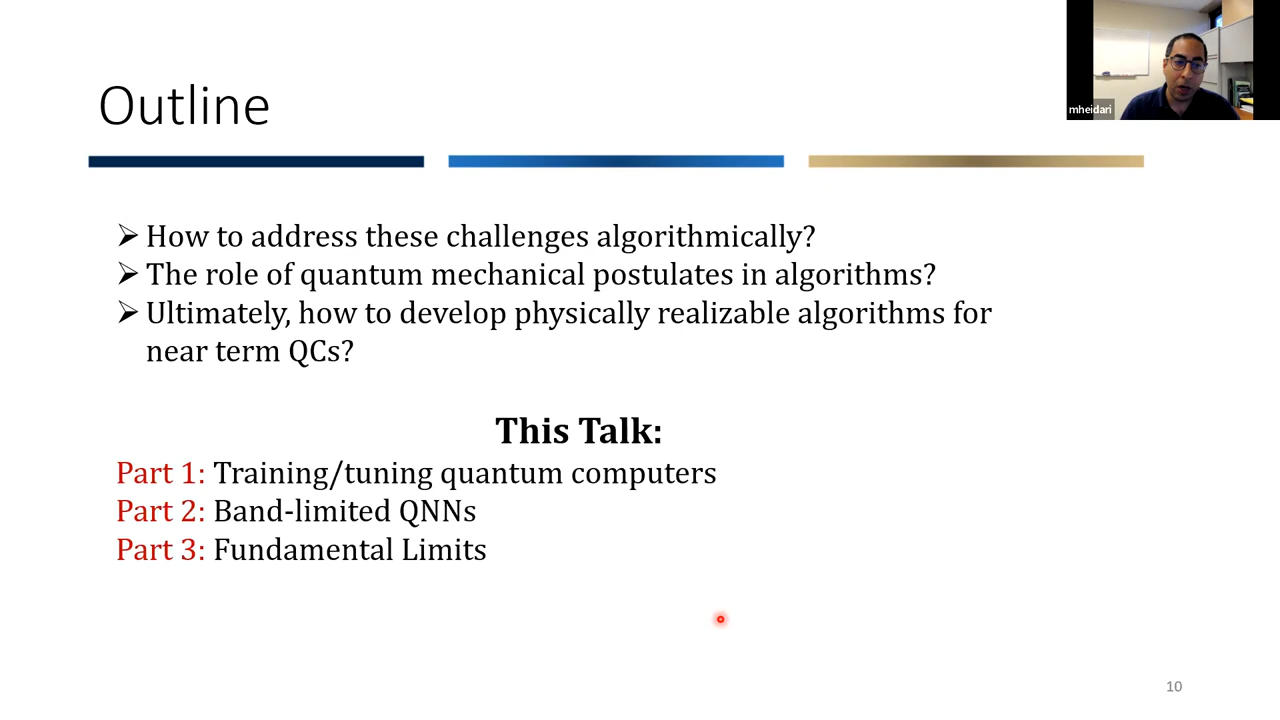 mheidari
Outline
How to address these challenges algorithmically?
The role of quantum mechanical postulates in algorithms?
Ultimately, how to develop physically realizable algorithms for
near term QCs?
This Talk:
Part 1: Training/tuning quantum computers
Part 2: Band-limited QNNs
Part 3: Fundamental Limits
10